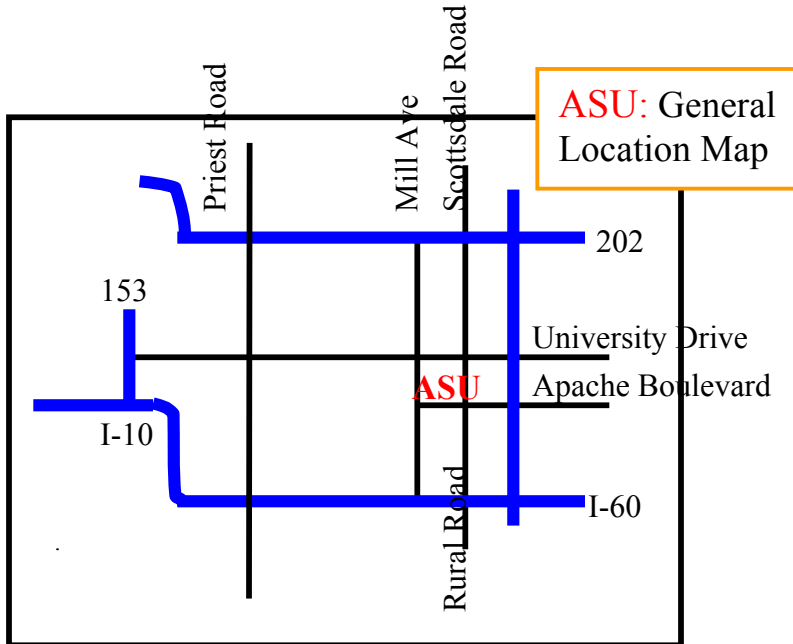 ASU: General
Location Map
Priest Road
Mill Ave
Scottsdale Road
202
153
University Drive
ASU
Apache Boulevard
I-10
Rural Road
I-60